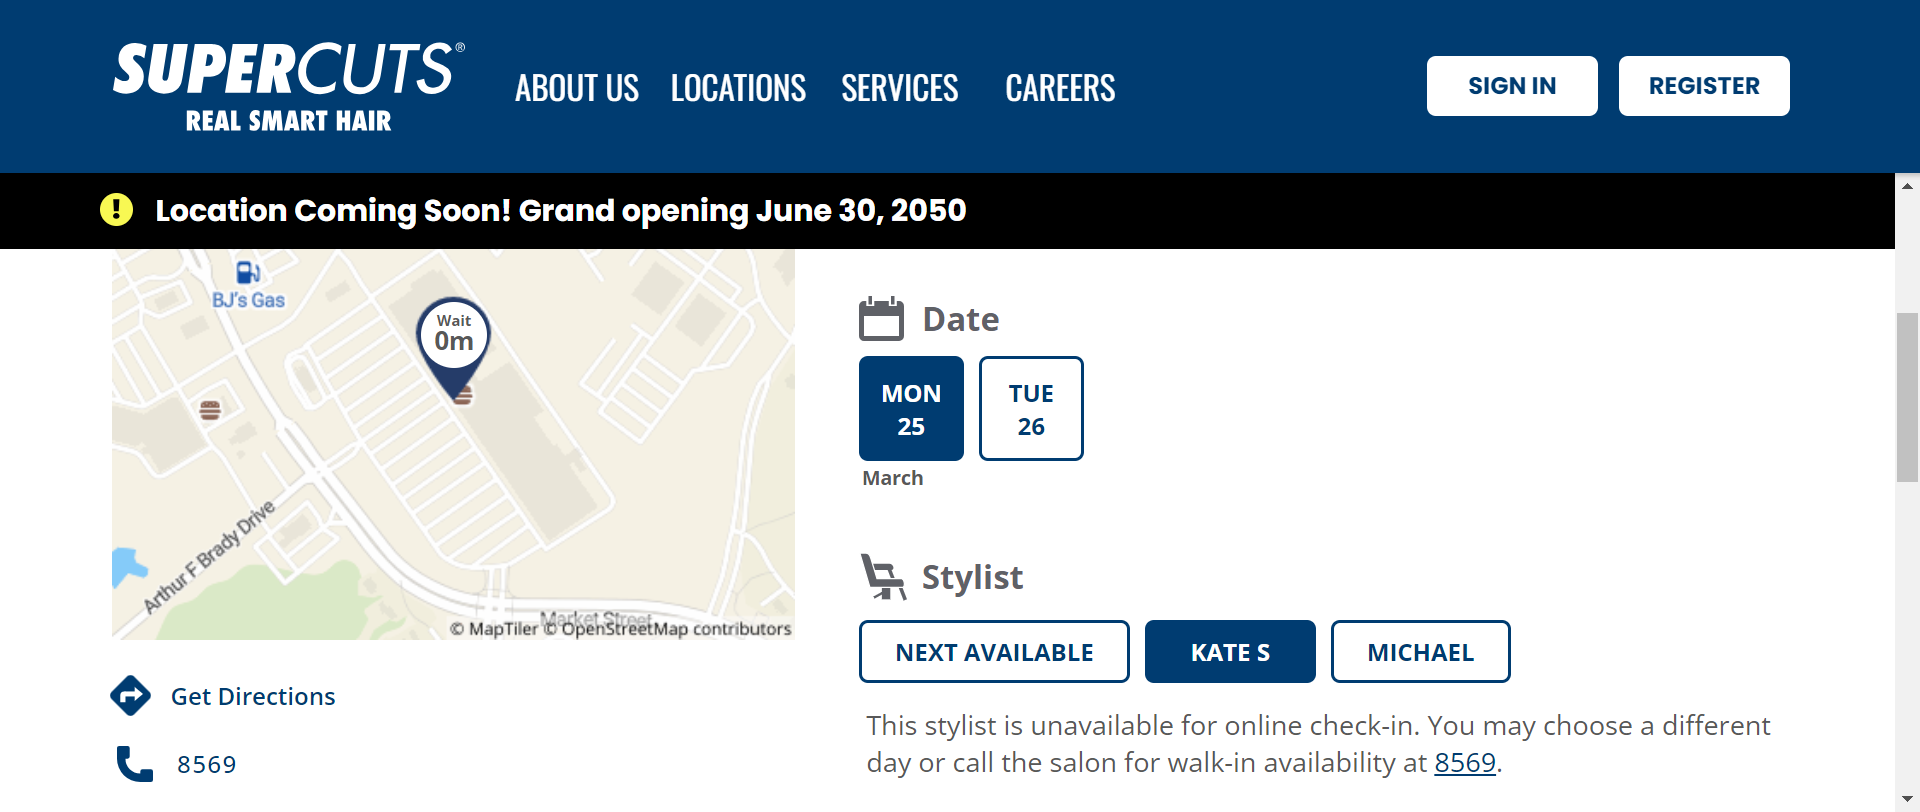 SUPERCUTS®
REAL SMART HAIR
ABOUT US
LOCATIONS
SERVICES
CAREERS
SIGN IN
REGISTER
Location Coming Soon! Grand opening June 30, 2050
BJ's Gas
Wait
0m
Arthur F Brady Drive
Market Street
© MapTiler © OpenStreetMap contributors
Get Directions
8569
Date
MON
25
TUE
26
March
Stylist
NEXT AVAILABLE
KATE S
MICHAEL
This stylist is unavailable for online check-in. You may choose a different
day or call the salon for walk-in availability at 8569.